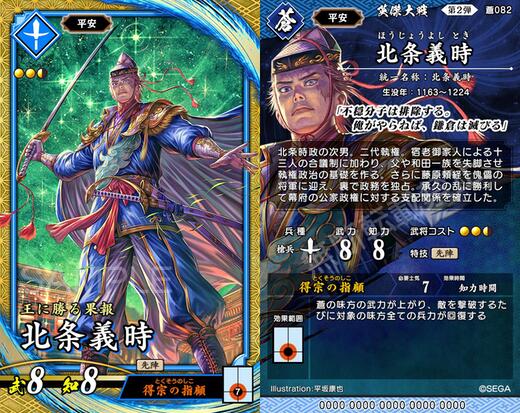 蒼
平安
王に勝る果報
北条義時
先陣
武8 知8
とくそうのしこ
得宗の指顧
7
蒼
平安
英傑大戦
第2弾
蒼082
ほうじょうよし とき
北条義時
統一名称:北条義時
生没年:1163〜1224
「不穏分子は排除する。
俺がやらねば、鎌倉は滅びる」
北条時政の次男。二代執権。宿老御家人による十
三人の合議制に加わり、父や和田一族を失脚させ
執権政治の基礎を作る。さらに藤原頼経を傀儡の
将軍に迎え、裏で政務を独占。承久の乱に勝利し
て幕府の公家政権に対する支配関係を確立した。
兵種 武力 知力 武将コスト
槍兵 8 8 特技 先陣
とくそうのしこ 必要士気 効果時間
得宗の指顧 7 知力時間
効果範囲
蒼の味方の武力が上がり、敵を撃破するた
びに対象の味方全ての兵力が回復する
Illustration:平坂康也
©SEGA
0000 0000 0000 0000 0000